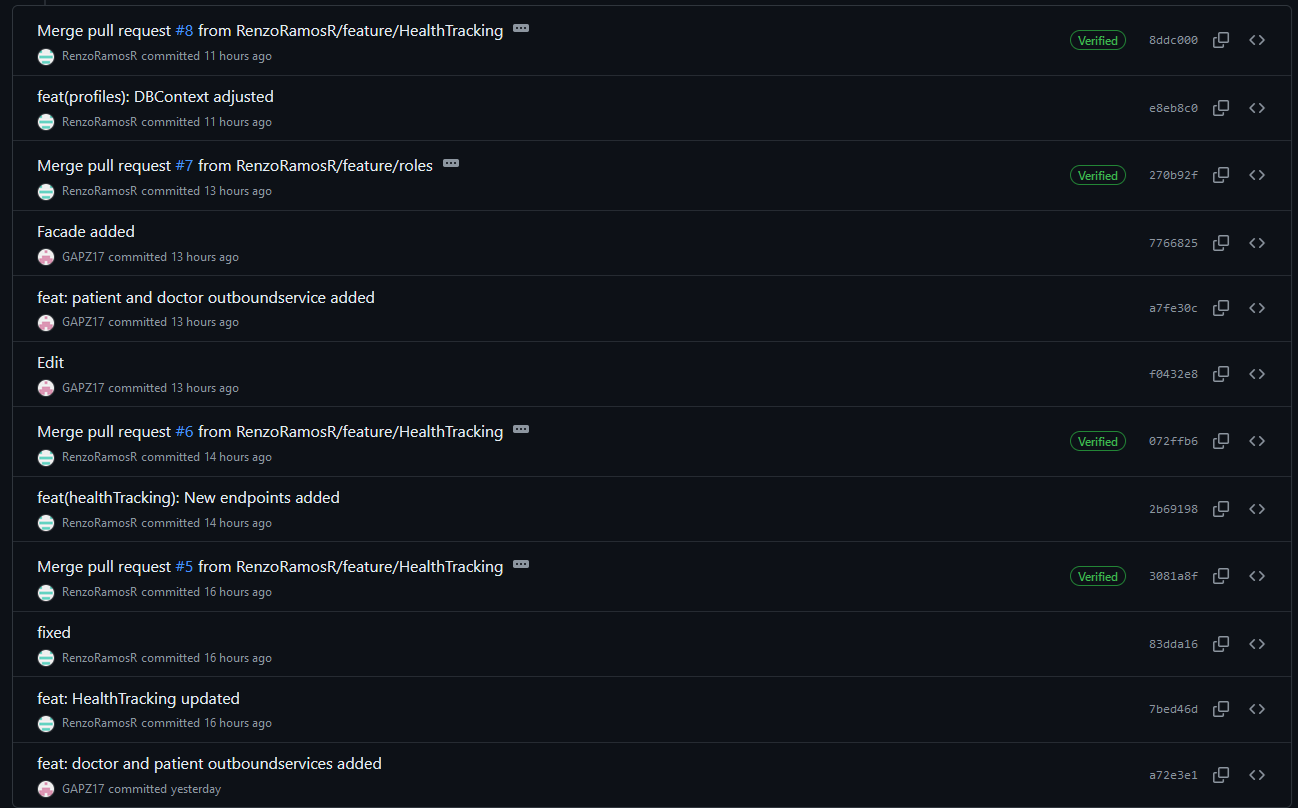 Merge pull request #8 from RenzoRamosR/feature/HealthTracking
RenzoRamosR committed 11 hours ago
Verified
8ddc000
feat(profiles): DBContext adjusted
RenzoRamosR committed 11 hours ago
e8eb8c0
Merge pull request #7 from RenzoRamosR/feature/roles
RenzoRamosR committed 13 hours ago
Verified
270b92f
Facade added
GAPZ17 committed 13 hours ago
7766825
feat: patient and doctor outboundservice added
GAPZ17 committed 13 hours ago
a7fe30c
Edit
GAPZ17 committed 13 hours ago
f0432e8
Merge pull request #6 from RenzoRamosR/feature/HealthTracking
RenzoRamosR committed 14 hours ago
Verified
072ffb6
feat(healthTracking): New endpoints added
RenzoRamosR committed 14 hours ago
2b69198
Merge pull request #5 from RenzoRamosR/feature/HealthTracking
RenzoRamosR committed 16 hours ago
Verified
3081a8f
fixed
RenzoRamosR committed 16 hours ago
83dda16
feat: HealthTracking updated
RenzoRamosR committed 16 hours ago
7bed46d
feat: doctor and patient outboundservices added
GAPZ17 committed yesterday
a72e3e1